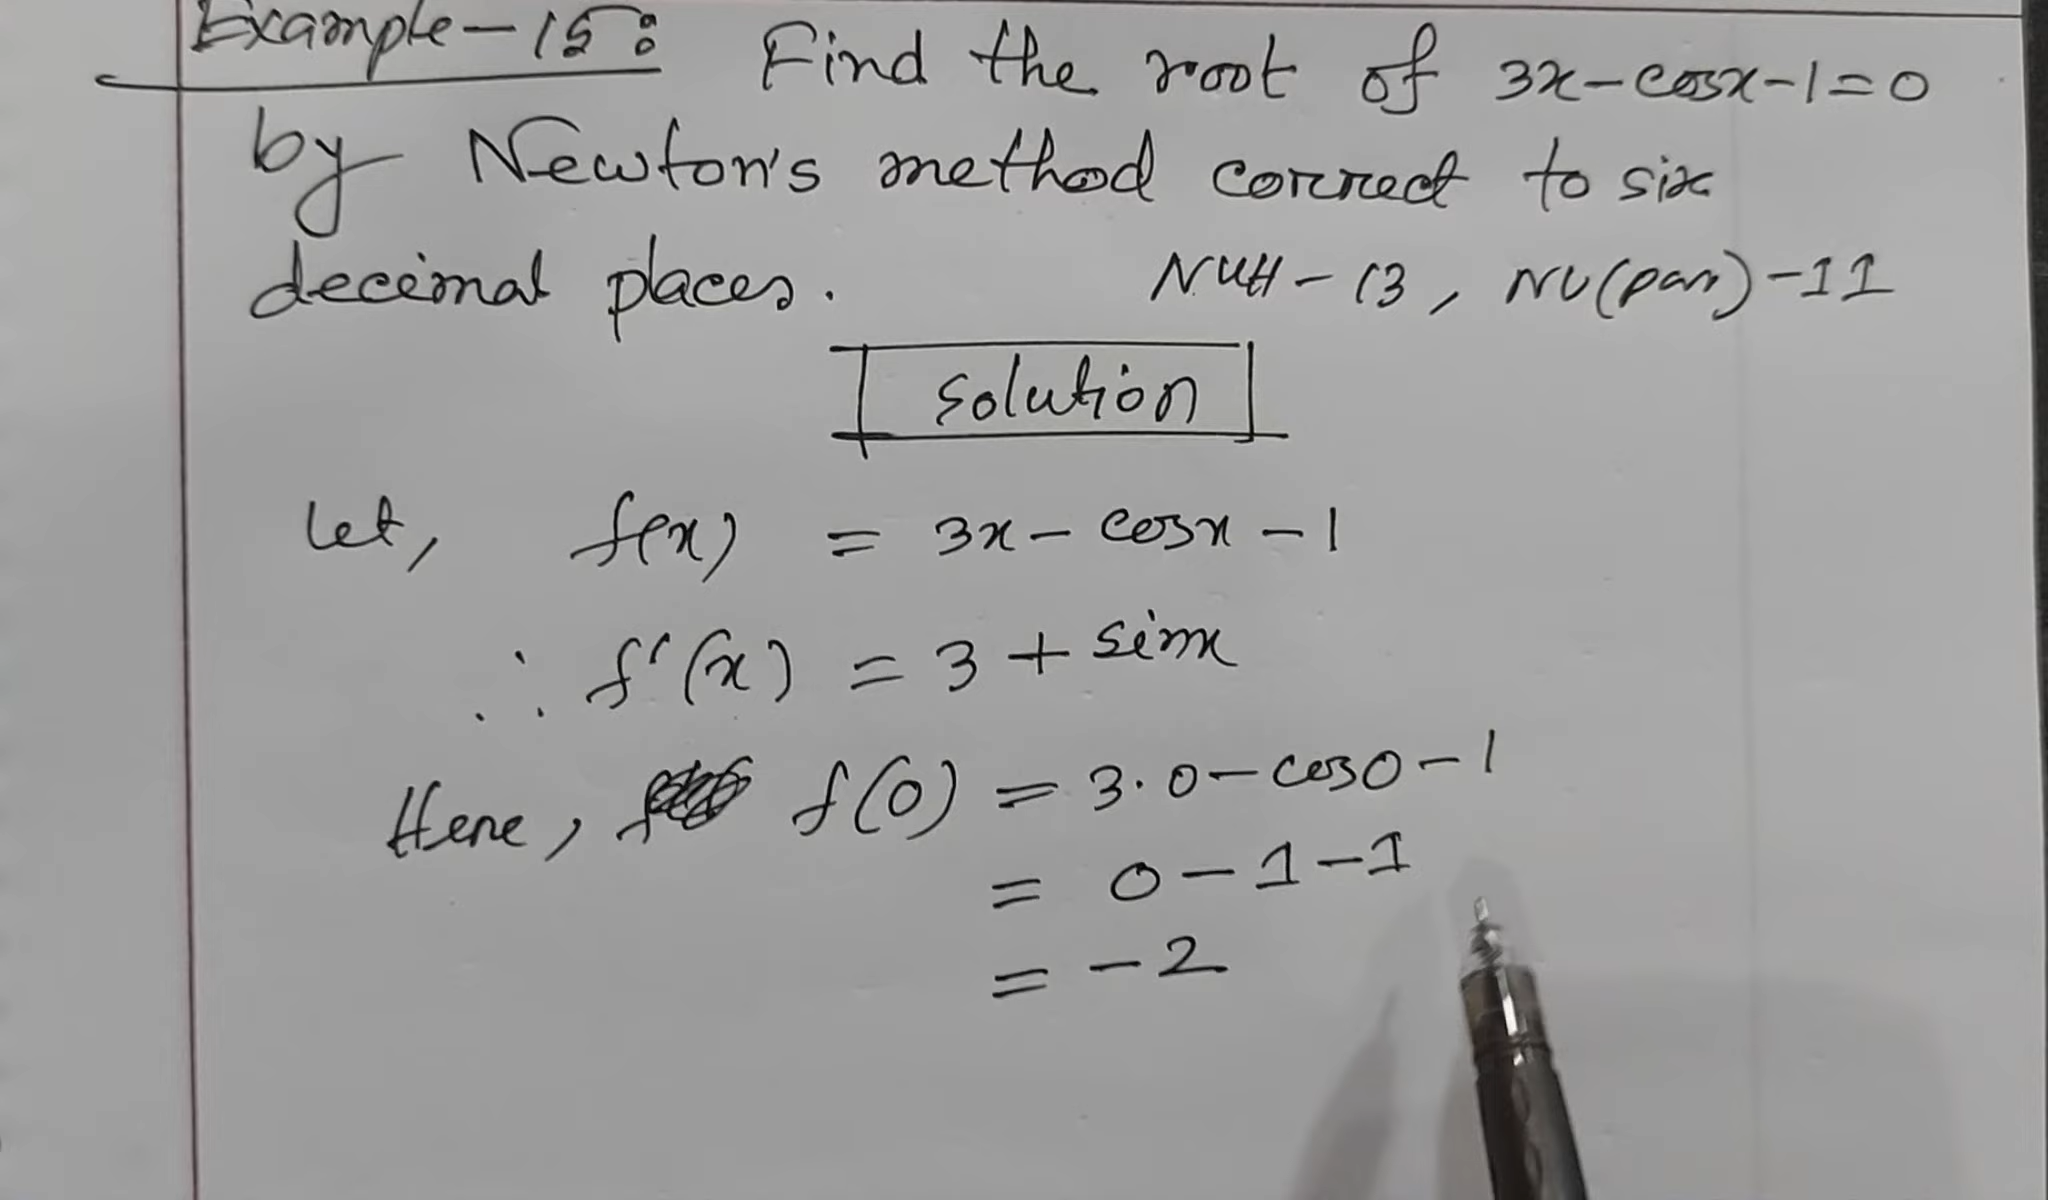 Example-15:  Find the root of 3x-cosx-1=0
by Newton's method correct to six
decimal places.  NUH-13, NU(pas)-11
Solution
Let,  f(x) = 3x - cosx - 1
∴ f'(x) = 3 + sinx
Here,  f(0) = 3.0-cos0-1
= 0-1-1
= -2